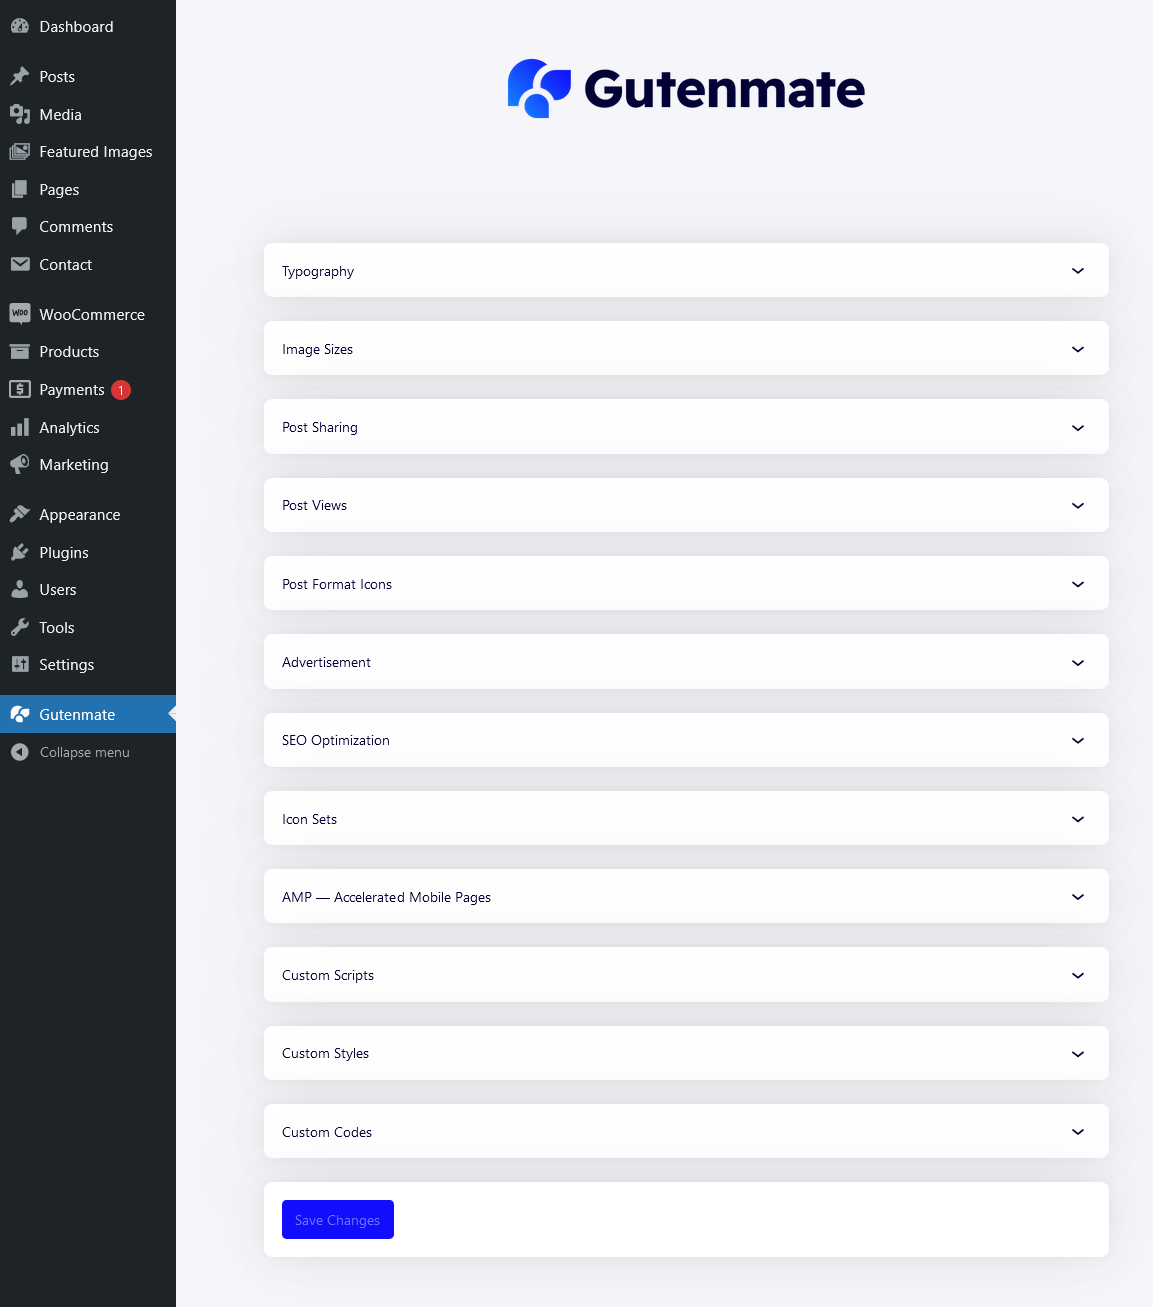 Dashboard
Posts
Media
Featured Images
Pages
Comments
Contact
WOO WooCommerce
Products
Payments 1
Analytics
Marketing
Appearance
Plugins
Users
Tools
Settings
Gutenmate
Collapse menu
Gutenmate
Typography
Image Sizes
Post Sharing
Post Views
Post Format Icons
Advertisement
SEO Optimization
Icon Sets
AMP — Accelerated Mobile Pages
Custom Scripts
Custom Styles
Custom Codes
Save Changes